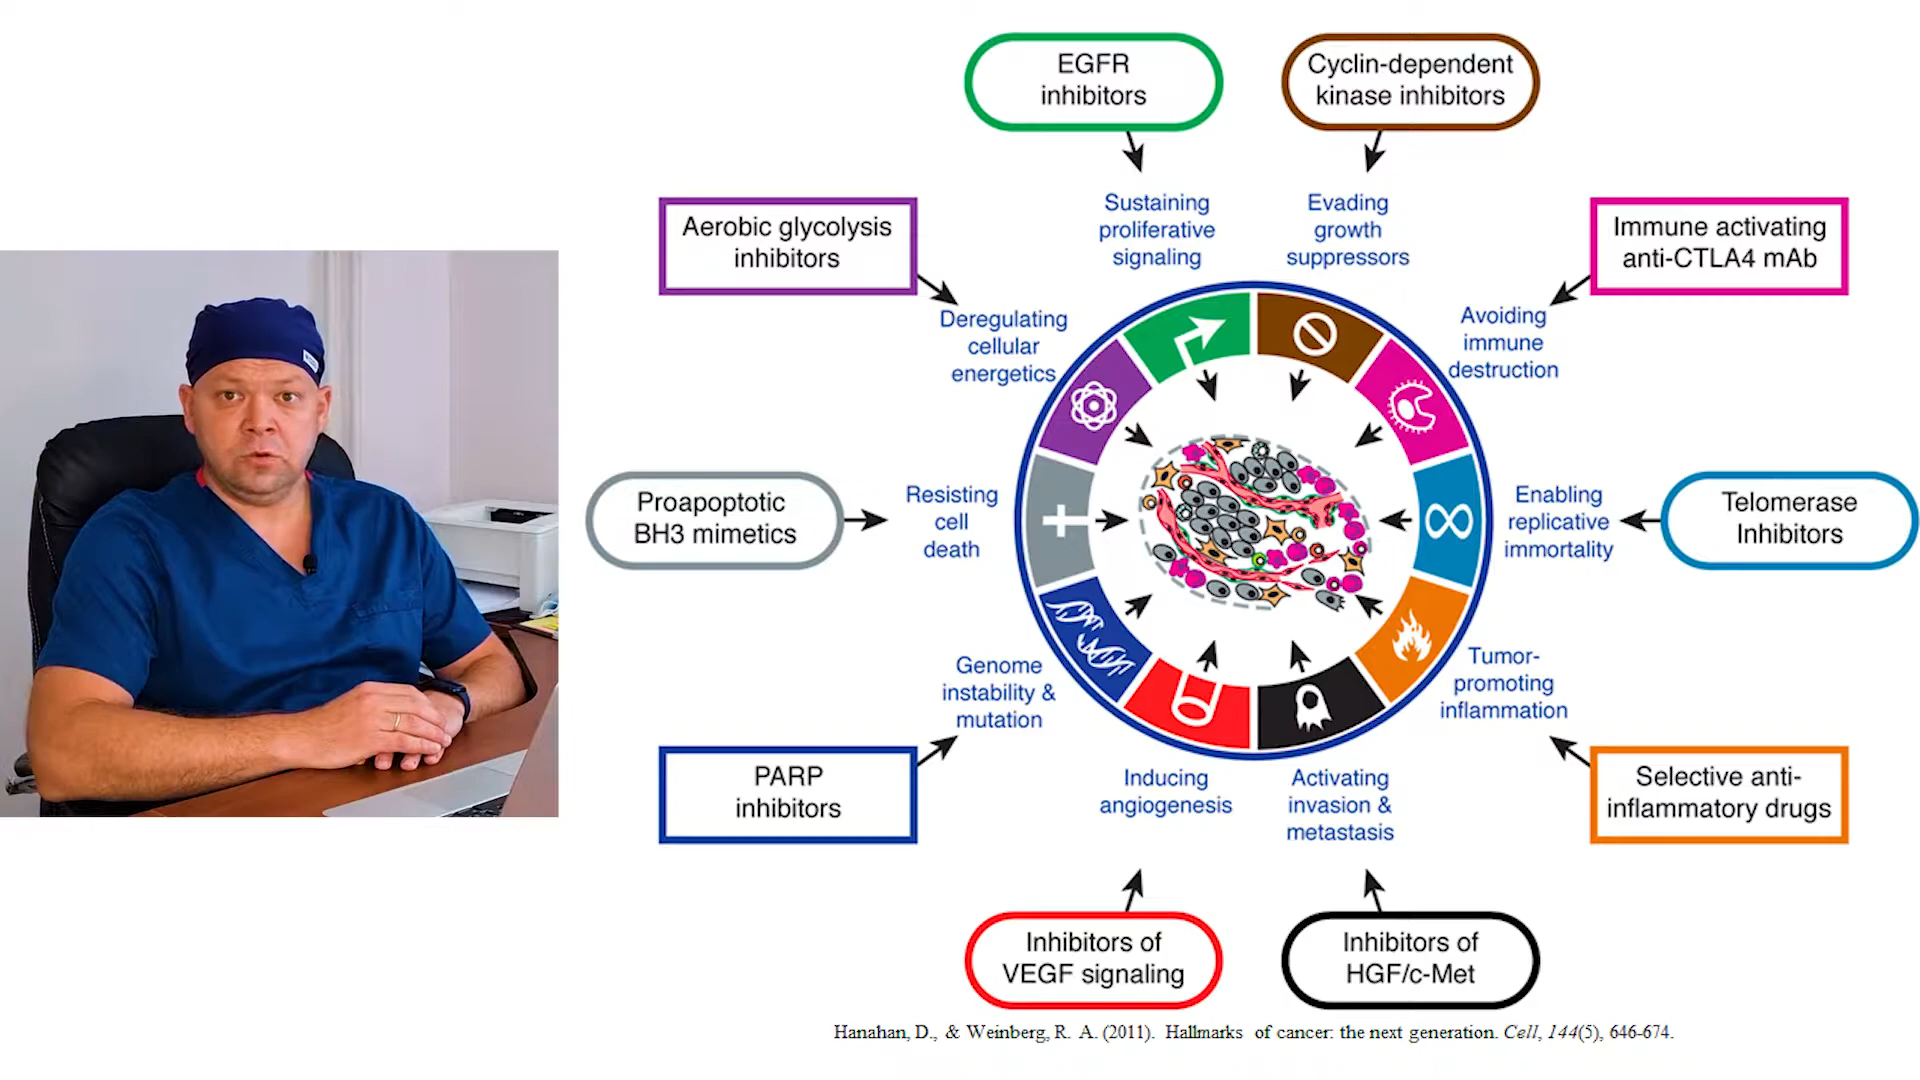 EGFR
inhibitors
Cyclin-dependent
kinase inhibitors
Sustaining
proliferative
signaling
Evading
growth
suppressors
Aerobic glycolysis
inhibitors
Immune activating
anti-CTLA4 mAb
Deregulating
cellular
energetics
Avoiding
immune
destruction
Proapoptotic
BH3 mimetics
Resisting
cell
death
Enabling
replicative
immortality
Telomerase
Inhibitors
Genome
instability &
mutation
Tumor-
promoting
inflammation
PARP
inhibitors
Inducing
angiogenesis
Activating
invasion &
metastasis
Selective anti-
inflammatory drugs
Inhibitors of
VEGF signaling
Inhibitors of
HGF/c-Met
Hanahan, D., & Weinberg, R. A. (2011). Hallmarks of cancer: the next generation. Cell, 144(5), 646-674.